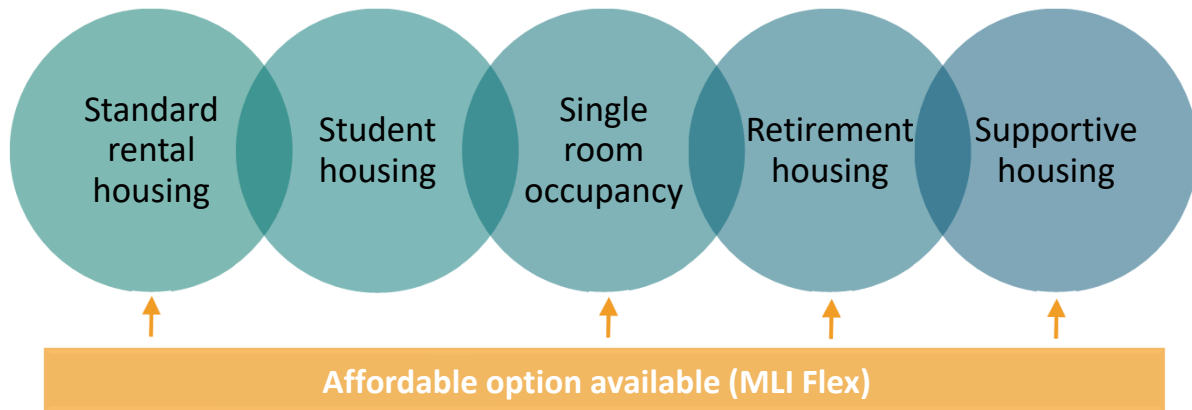 Standard
rental
housing
Student
housing
Single
room
occupancy
Retirement
housing
Supportive
housing
Affordable option available (MLI Flex)